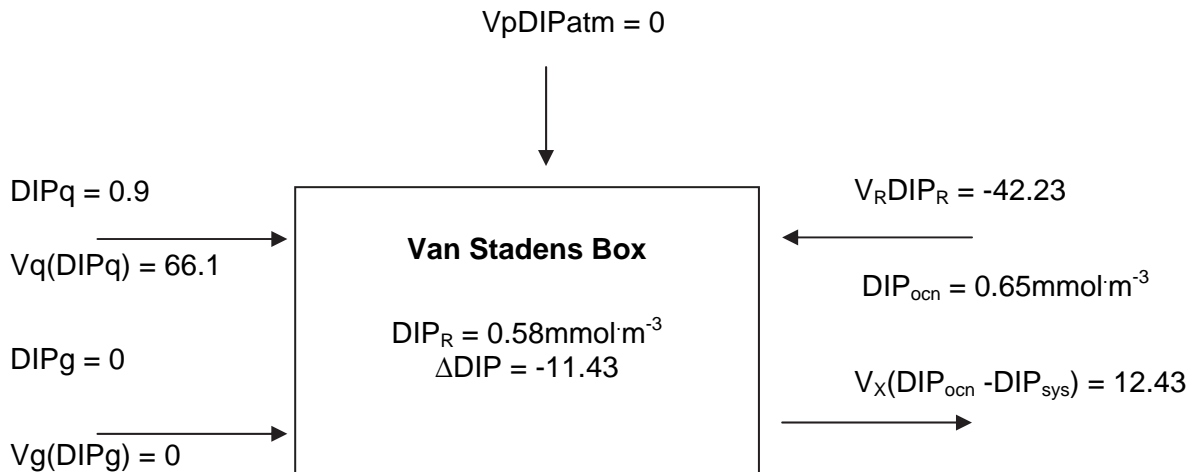 VpDIPatm = 0
DIPq = 0.9
Vq(DIPq) = 66.1
DIPg = 0
Vg(DIPg) = 0
Van Stadens Box
DIP_R = 0.58mmol.m^-3
ΔDIP = -11.43
V_RDIP_R = -42.23
DIP_ocn = 0.65mmol.m^-3
V_X(DIP_ocn -DIP_sys) = 12.43